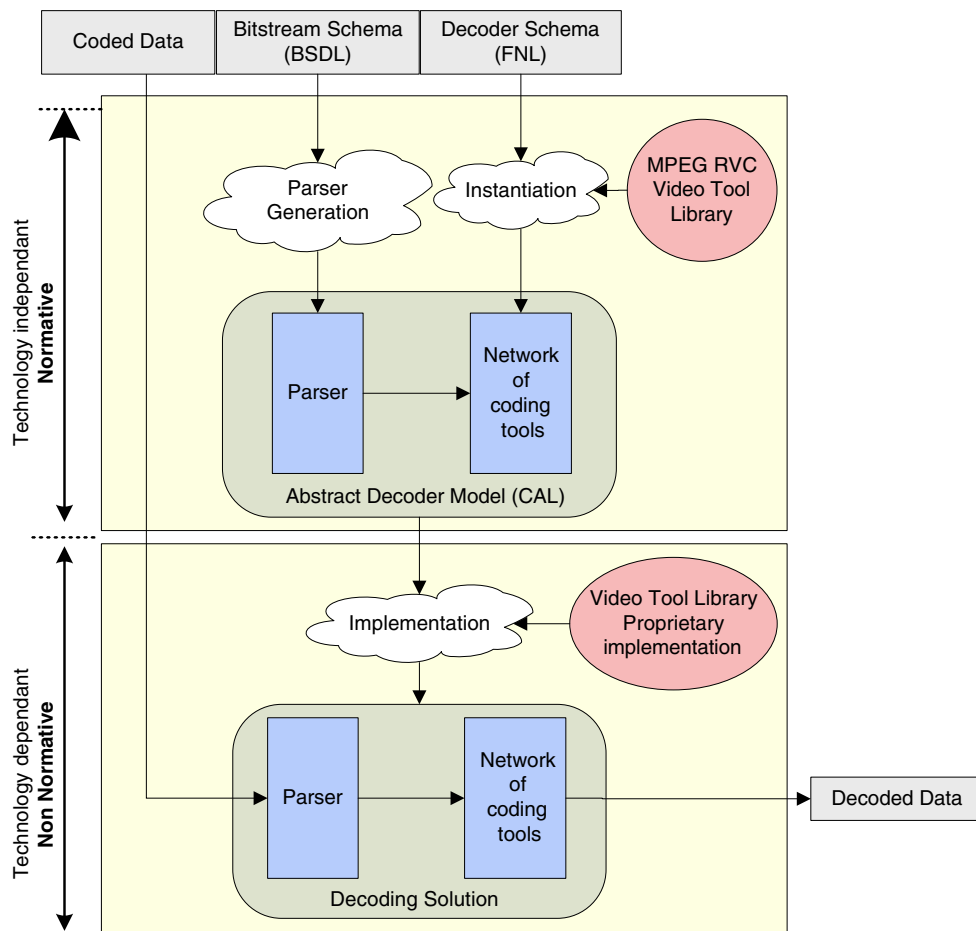 Coded Data
Bitstream Schema
(BSDL)
Decoder Schema
(FNL)
MPEG RVC
Video Tool
Library
Parser
Generation
Instantiation
Technology independant
Normative
Parser
Network
of
coding
tools
Abstract Decoder Model (CAL)
Implementation
Video Tool Library
Proprietary
implementation
Technology dependant
Non Normative
Parser
Network
of
coding
tools
Decoded Data
Decoding Solution